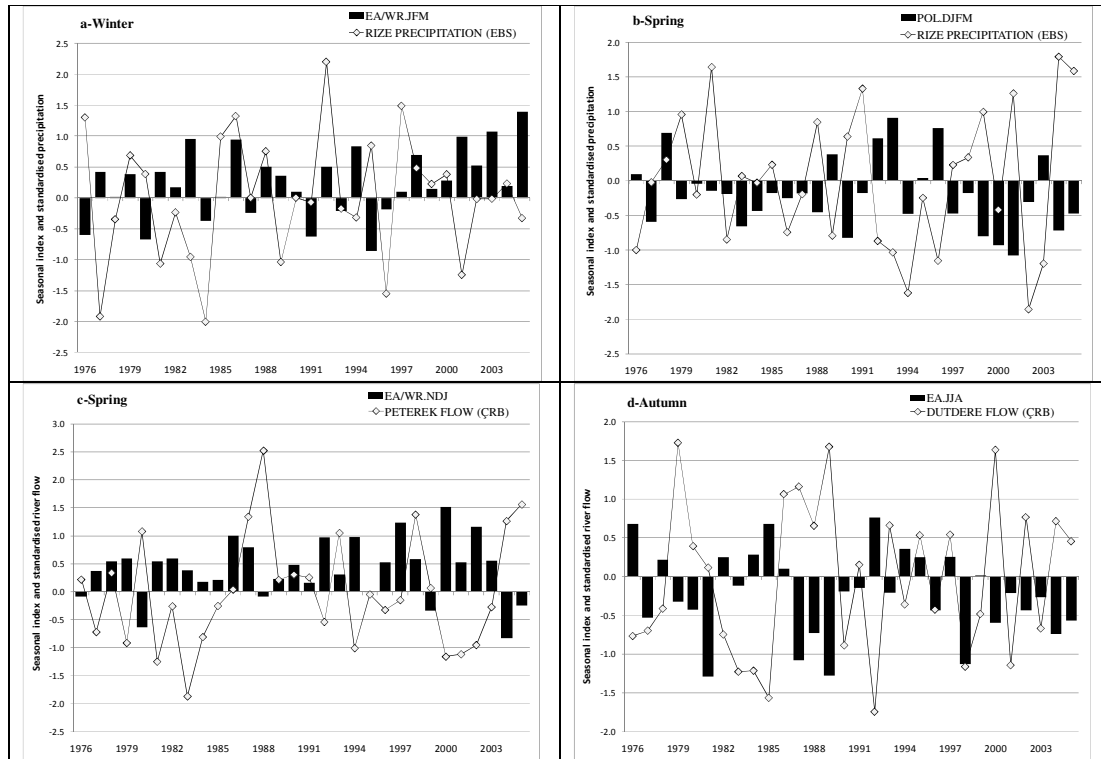 a-Winter
EA/WR.JFM
RIZE PRECIPITATION (EBS)
Seasonal index and standardised precipitation
2.5
2.0
1.5
1.0
0.5
0.0
-0.5
-1.0
-1.5
-2.0
-2.5
1976 1979 1982 1985 1988 1991 1994 1997 2000 2003
b-Spring
POL.DJFM
RIZE PRECIPITATION (EBS)
Seasonal index and standardised precipitation
2.0
1.5
1.0
0.5
0.0
-0.5
-1.0
-1.5
-2.0
-2.5
1976 1979 1982 1985 1988 1991 1994 1997 2000 2003
c-Spring
EA/WR.NDJ
PETEREK FLOW (ÇRB)
Seasonal index and standardised river flow
3.0
2.5
2.0
1.5
1.0
0.5
0.0
-0.5
-1.0
-1.5
-2.0
-2.5
1976 1979 1982 1985 1988 1991 1994 1997 2000 2003
d-Autumn
EA.JJA
DUTDERE FLOW (ÇRB)
Seasonal index and standardised river flow
2.0
1.5
1.0
0.5
0.0
-0.5
-1.0
-1.5
-2.0
1976 1979 1982 1985 1988 1991 1994 1997 2000 2003